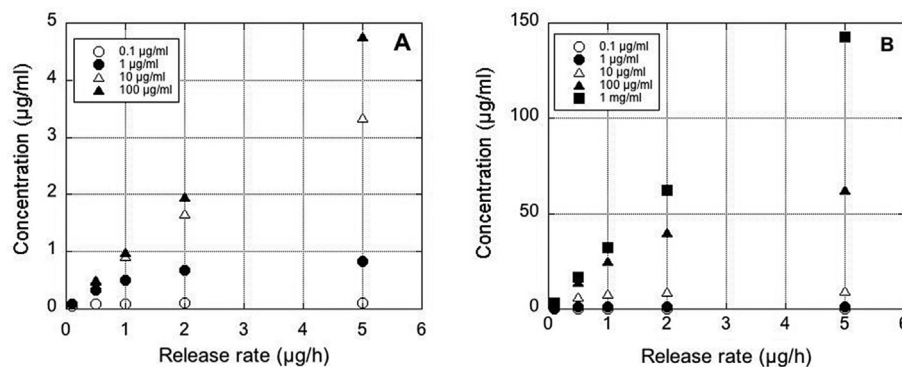 A
0.1 µg/ml
1 µg/ml
10 µg/ml
100 µg/ml
Concentration (µg/ml)
5
4
3
2
1
0
0 1 2 3 4 5 6
Release rate (µg/h)
B
0.1 µg/ml
1 µg/ml
10 µg/ml
100 µg/ml
1 mg/ml
Concentration (µg/ml)
150
100
50
0
0 1 2 3 4 5 6
Release rate (µg/h)